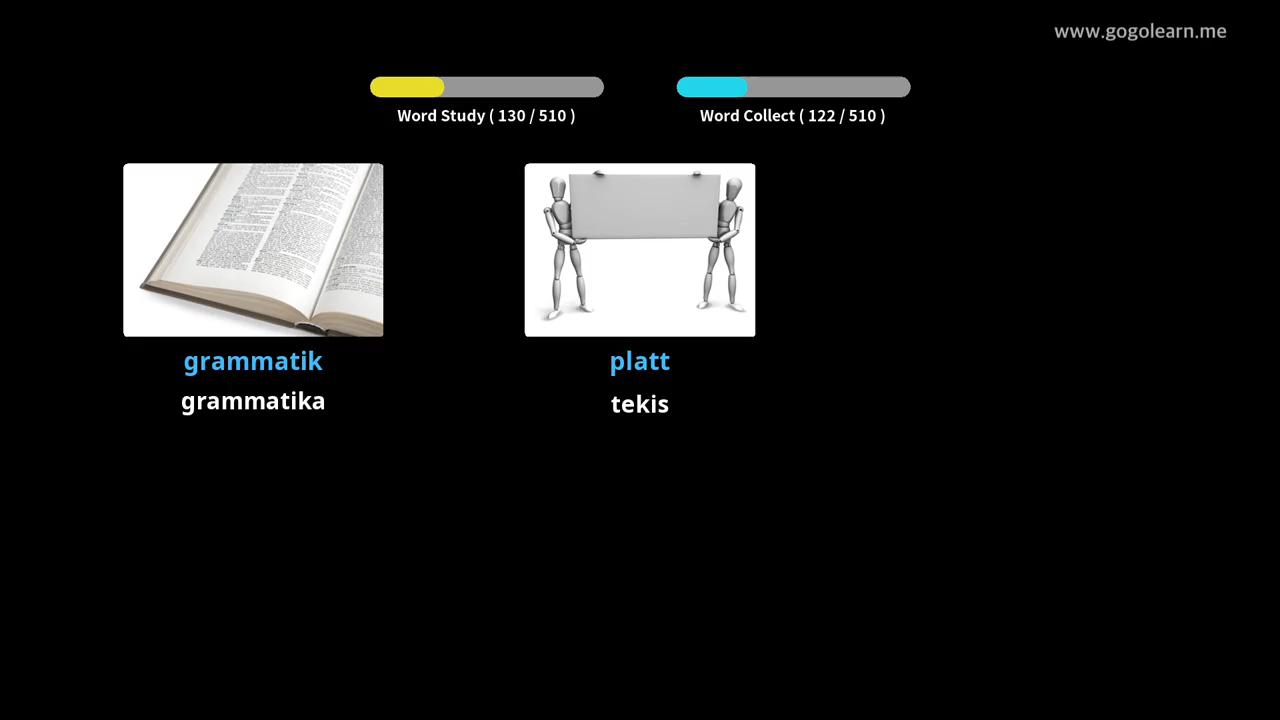 www.gogolearn.me
Word Study ( 130 / 510 )
Word Collect ( 122 / 510 )
grammatik
grammatika
platt
tekis